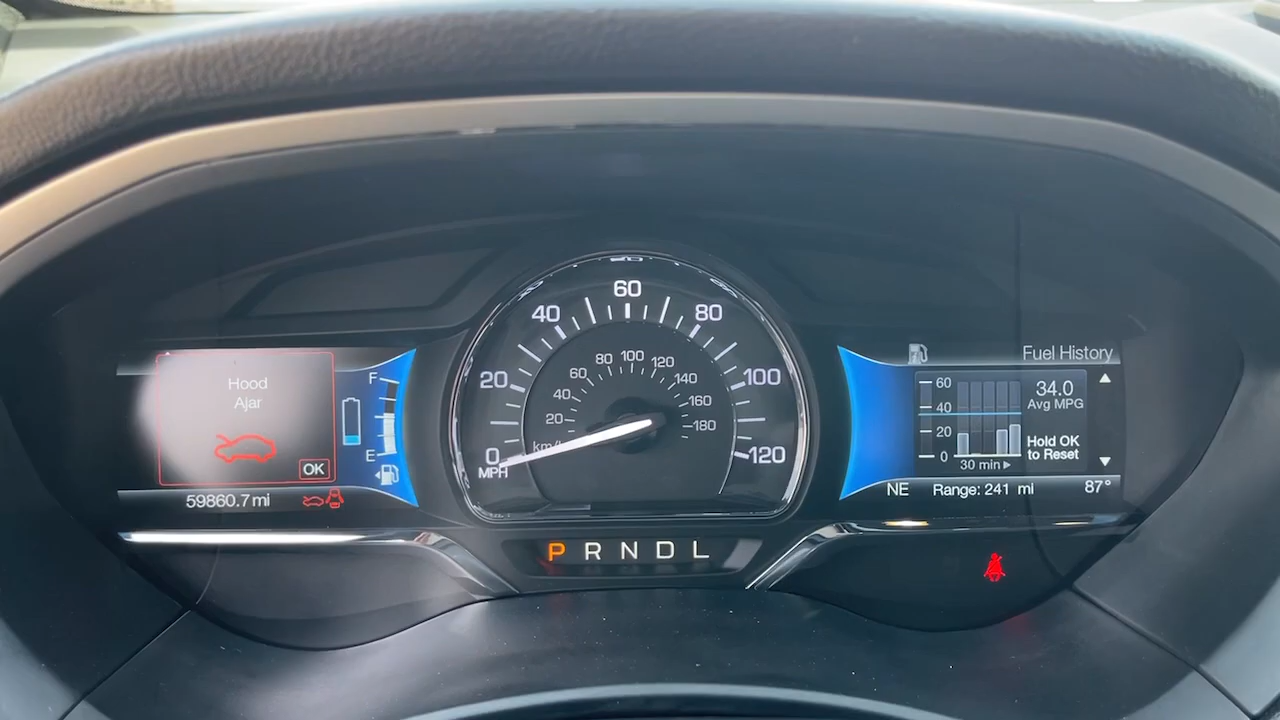 Hood
Ajar
OK
59860.7 mi
F
E
0
20
40
60
80
100
120
MPH
km/h
20
40
60
80
100
120
140
160
180
P R N D L
Fuel History
60
40
20
0
30 min
34.0
Avg MPG
Hold OK
to Reset
NE Range: 241 mi 87°